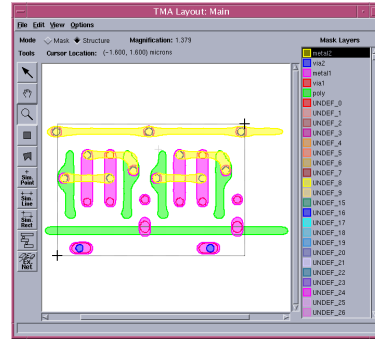 TMA Layout: Main
File Edit View Options
Mode Mask Structure Magnification: 1.379
Tools Cursor Location: (-1.600, 1.600) microns
Mask Layers
metal2
via2
metal1
via1
poly
UNDEF_0
UNDEF_1
UNDEF_2
UNDEF_3
UNDEF_4
UNDEF_5
UNDEF_6
UNDEF_7
UNDEF_8
UNDEF_9
UNDEF_15
UNDEF_16
UNDEF_17
UNDEF_18
UNDEF_19
UNDEF_20
UNDEF_21
UNDEF_22
UNDEF_23
UNDEF_24
UNDEF_25
UNDEF_26
Sim.
Point
Sim.
Line
Sim.
Rect
Ex.
Net